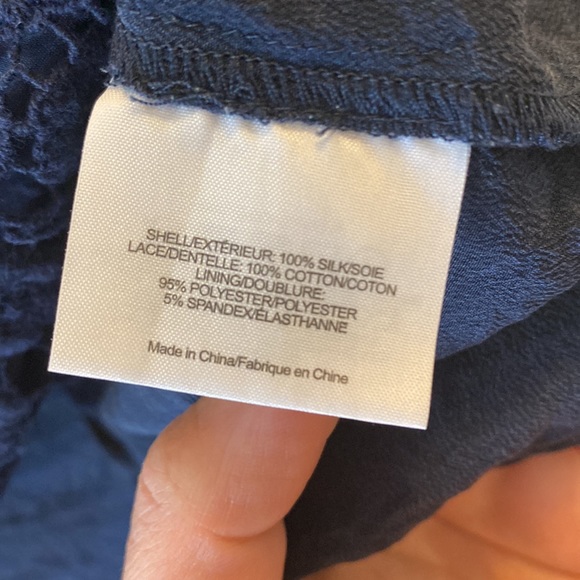 SHELL/EXTÉRIEUR: 100% SILK/SOIE
LACE/DENTELLE: 100% COTTON/COTON
LINING/DOUBLURE:
95% POLYESTER/POLYESTER
5% SPANDEX/ÉLASTHANNE
Made in China/Fabrique en Chine